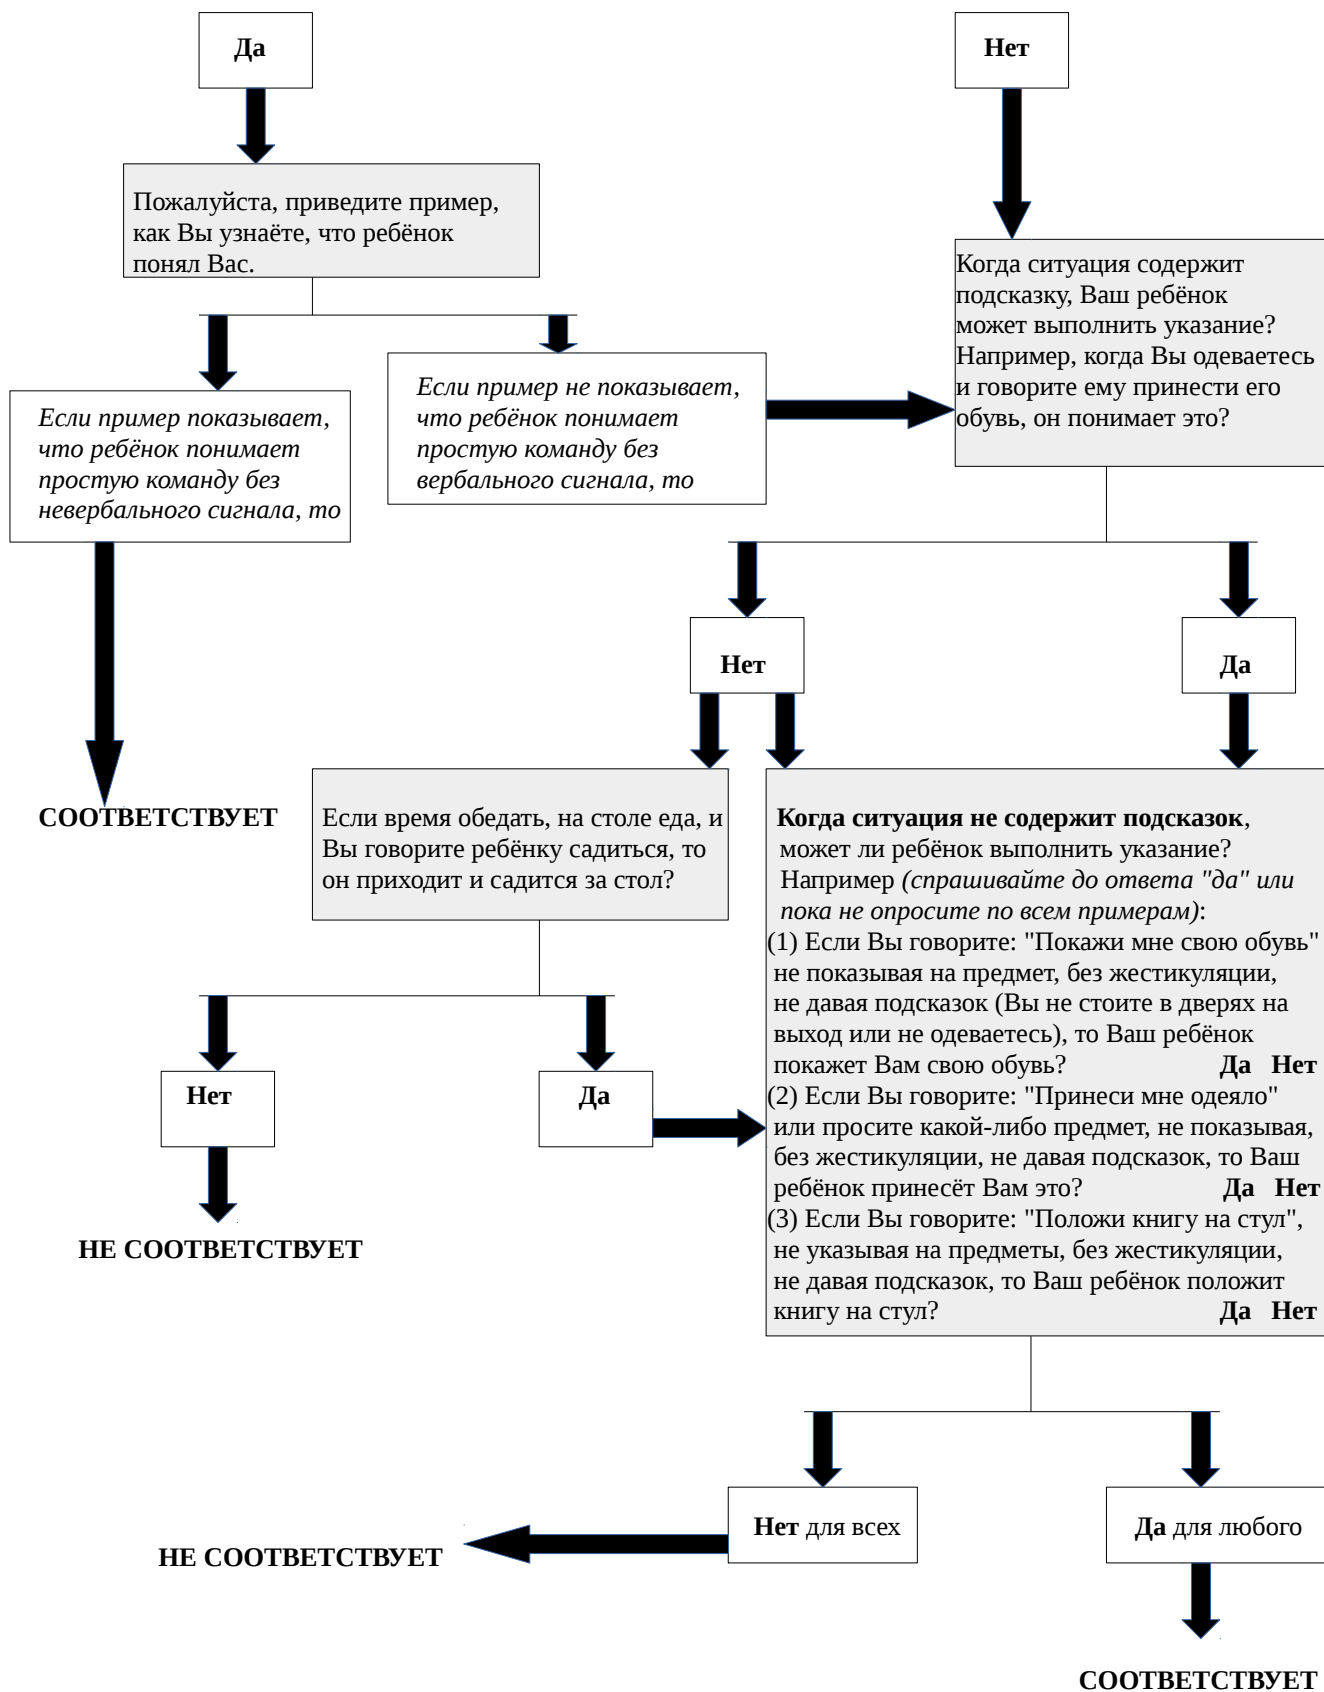 Да
Нет
Пожалуйста, приведите пример,
как Вы узнаёте, что ребёнок
понял Вас.
Когда ситуация содержит
подсказку, Ваш ребёнок
может выполнить указание?
Например, когда Вы одеваетесь
и говорите ему принести его
обувь, он понимает это?
Если пример показывает,
что ребёнок понимает
простую команду без
невербального сигнала, то
Если пример не показывает,
что ребёнок понимает
простую команду без
вербального сигнала, то
Нет
Да
СООТВЕТСТВУЕТ
Если время обедать, на столе еда, и
Вы говорите ребёнку садиться, то
он приходит и садится за стол?
Когда ситуация не содержит подсказок,
может ли ребёнок выполнить указание?
Например (спрашивайте до ответа "да" или
пока не опросите по всем примерам):
(1) Если Вы говорите: "Покажи мне свою обувь"
не показывая на предмет, без жестикуляции,
не давая подсказок (Вы не стоите в дверях на
выход или не одеваетесь), то Ваш ребёнок
покажет Вам свою обувь? Да Нет
(2) Если Вы говорите: "Принеси мне одеяло"
или просите какой-либо предмет, не показывая,
без жестикуляции, не давая подсказок, то Ваш
ребёнок принесёт Вам это? Да Нет
(3) Если Вы говорите: "Положи книгу на стул",
не указывая на предметы, без жестикуляции,
не давая подсказок, то Ваш ребёнок положит
книгу на стул? Да Нет
Нет
Да
НЕ СООТВЕТСТВУЕТ
Нет для всех
Да для любого
НЕ СООТВЕТСТВУЕТ
СООТВЕТСТВУЕТ